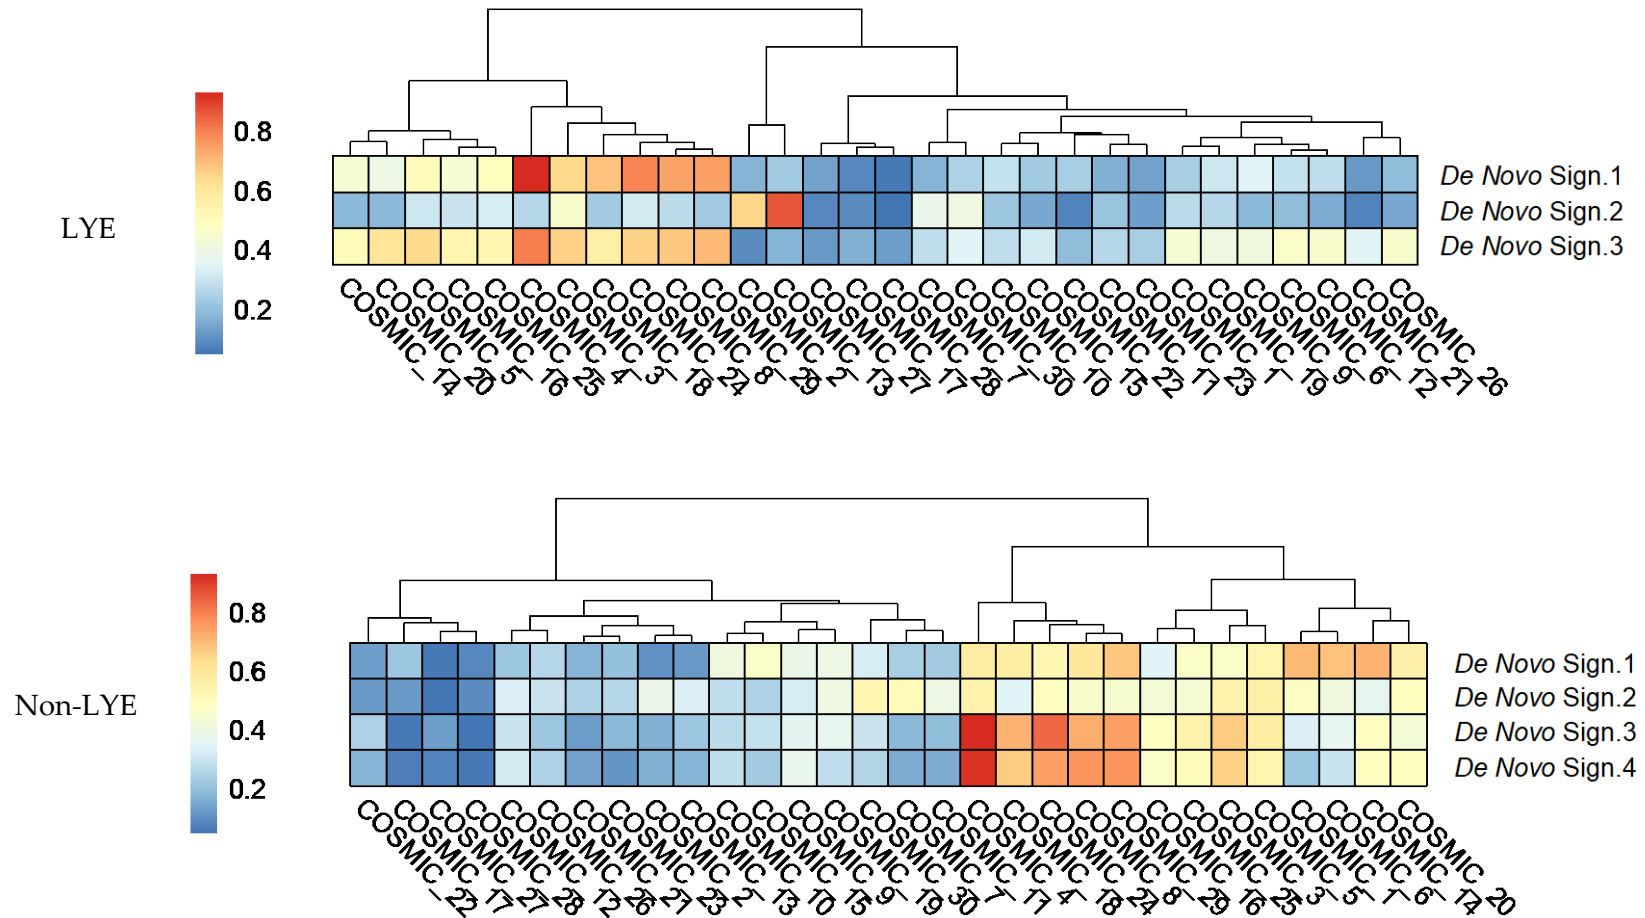 LYE
0.8
0.6
0.4
0.2
De Novo Sign.1
De Novo Sign.2
De Novo Sign.3
COSMIC_14
COSMIC_20
COSMIC_5
COSMIC_16
COSMIC_25
COSMIC_4
COSMIC_3
COSMIC_18
COSMIC_24
COSMIC_8
COSMIC_29
COSMIC_2
COSMIC_13
COSMIC_27
COSMIC_17
COSMIC_28
COSMIC_7
COSMIC_30
COSMIC_10
COSMIC_15
COSMIC_22
COSMIC_11
COSMIC_23
COSMIC_1
COSMIC_19
COSMIC_9
COSMIC_6
COSMIC_12
COSMIC_21
COSMIC_26
Non-LYE
0.8
0.6
0.4
0.2
De Novo Sign.1
De Novo Sign.2
De Novo Sign.3
De Novo Sign.4
COSMIC_22
COSMIC_17
COSMIC_27
COSMIC_28
COSMIC_12
COSMIC_26
COSMIC_21
COSMIC_23
COSMIC_2
COSMIC_13
COSMIC_10
COSMIC_15
COSMIC_9
COSMIC_19
COSMIC_30
COSMIC_7
COSMIC_11
COSMIC_4
COSMIC_18
COSMIC_24
COSMIC_8
COSMIC_29
COSMIC_16
COSMIC_25
COSMIC_3
COSMIC_5
COSMIC_1
COSMIC_6
COSMIC_14
COSMIC_20